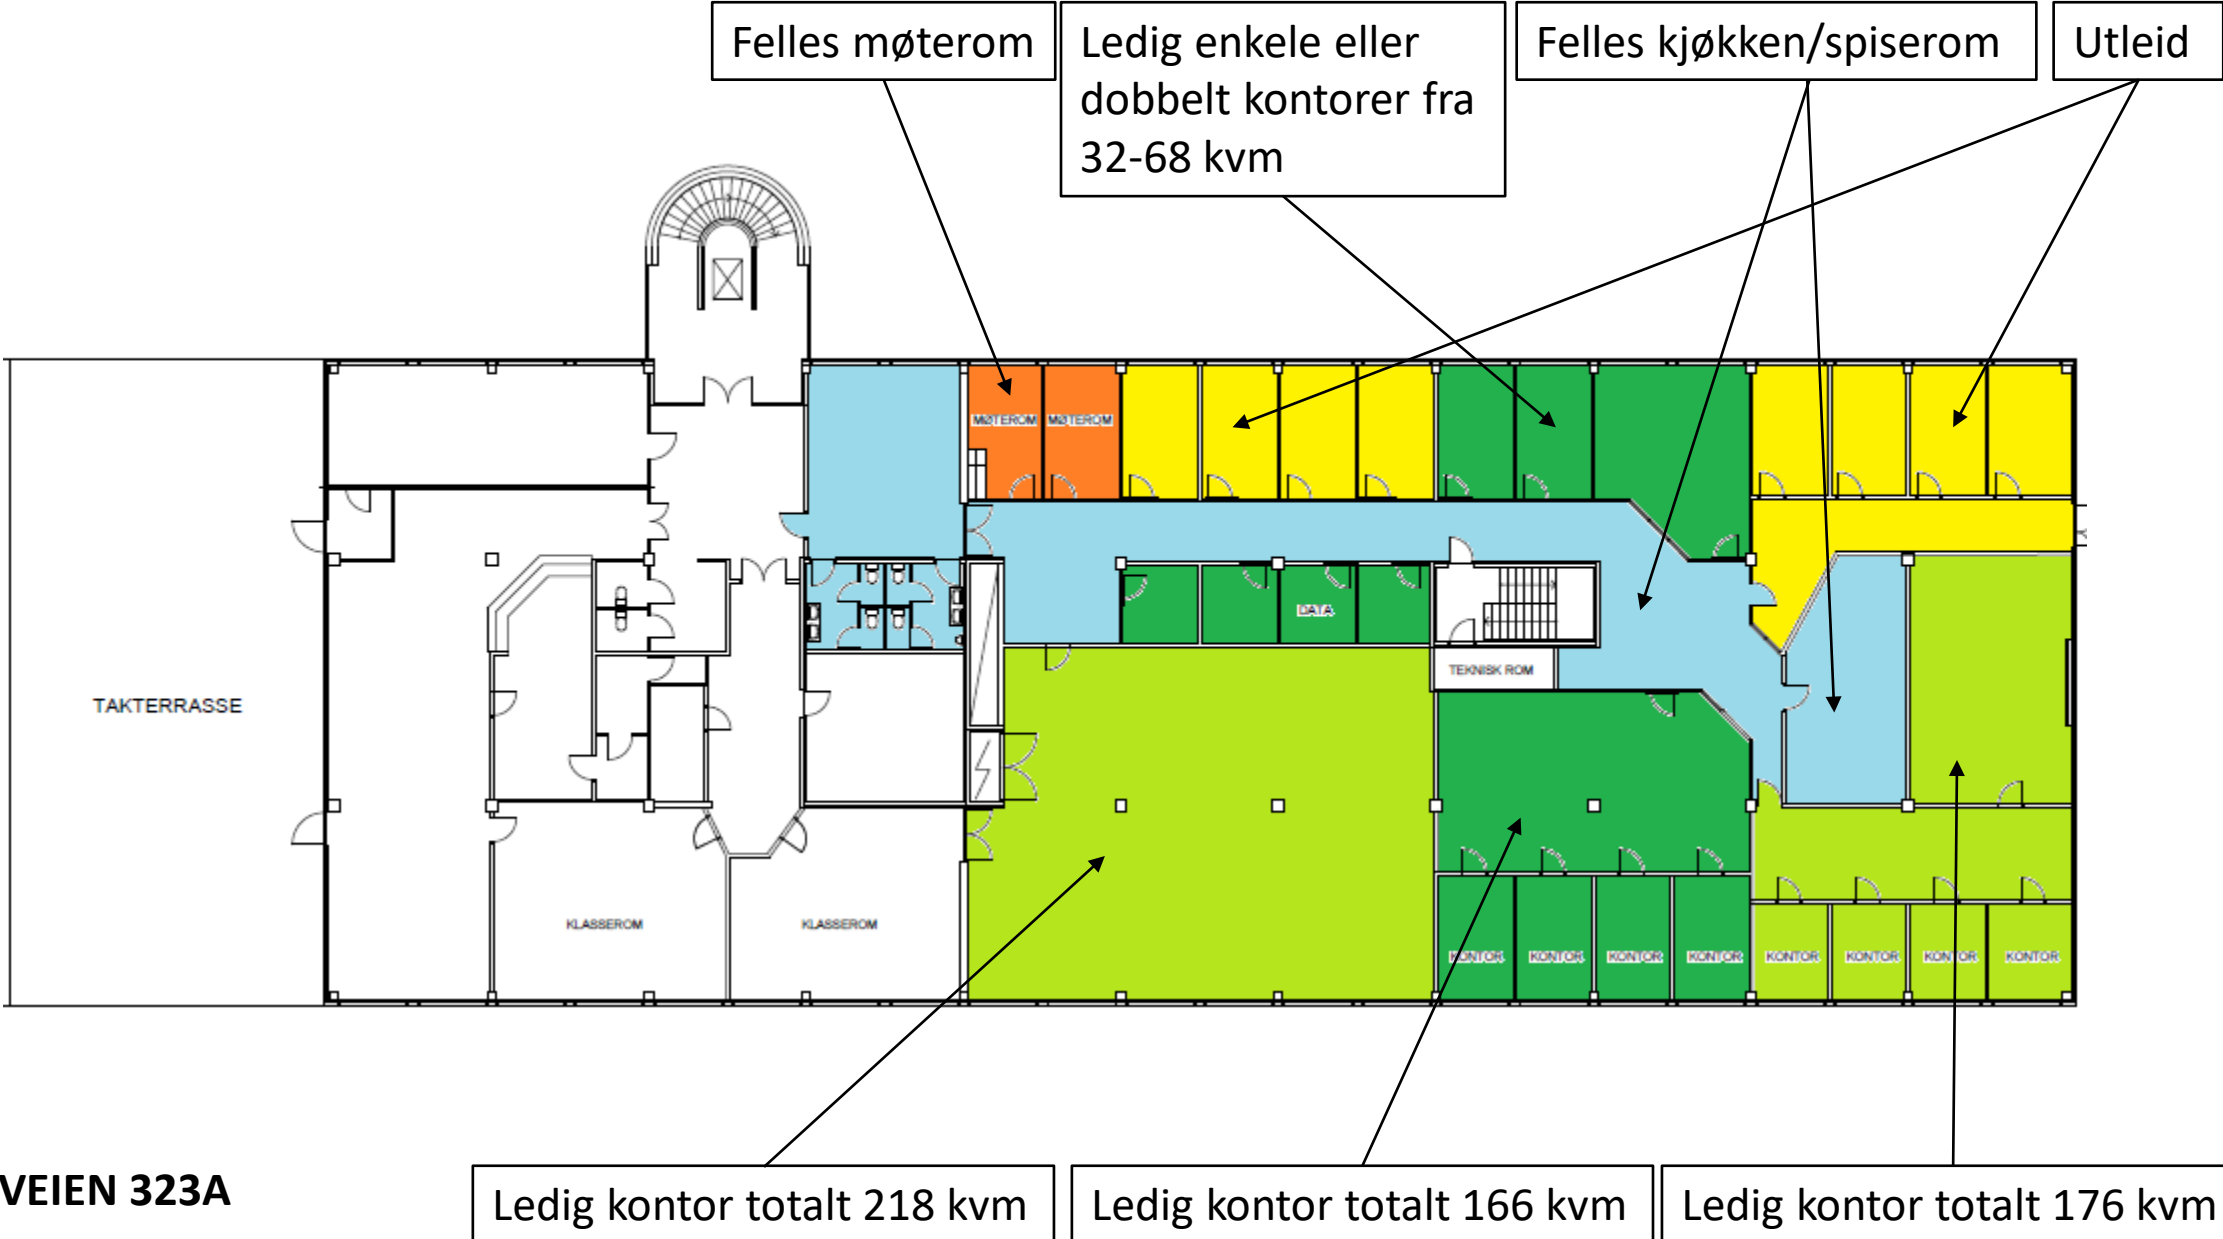 Felles møterom
Ledig enkele eller
dobbelt kontorer fra
32-68 kvm
Felles kjøkken/spiserom
Utleid
MØTEROM
MØTEROM
DATA
TEKNISK ROM
TAKTERRASSE
KLASSEROM
KLASSEROM
KONTOR
KONTOR
KONTOR
KONTOR
KONTOR
KONTOR
KONTOR
KONTOR
VEIEN 323A
Ledig kontor totalt 218 kvm
Ledig kontor totalt 166 kvm
Ledig kontor totalt 176 kvm